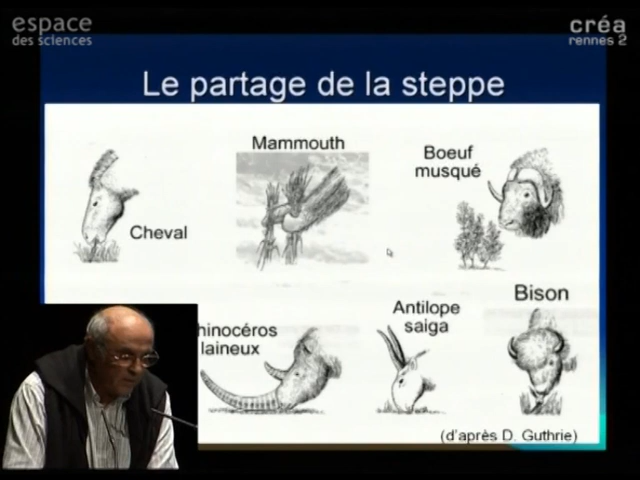 espace
des sciences
créa
rennes 2
Le partage de la steppe
Mammouth
Boeuf
musqué
Cheval
Bison
Antilope
saiga
laineux
(d'après D. Guthrie)